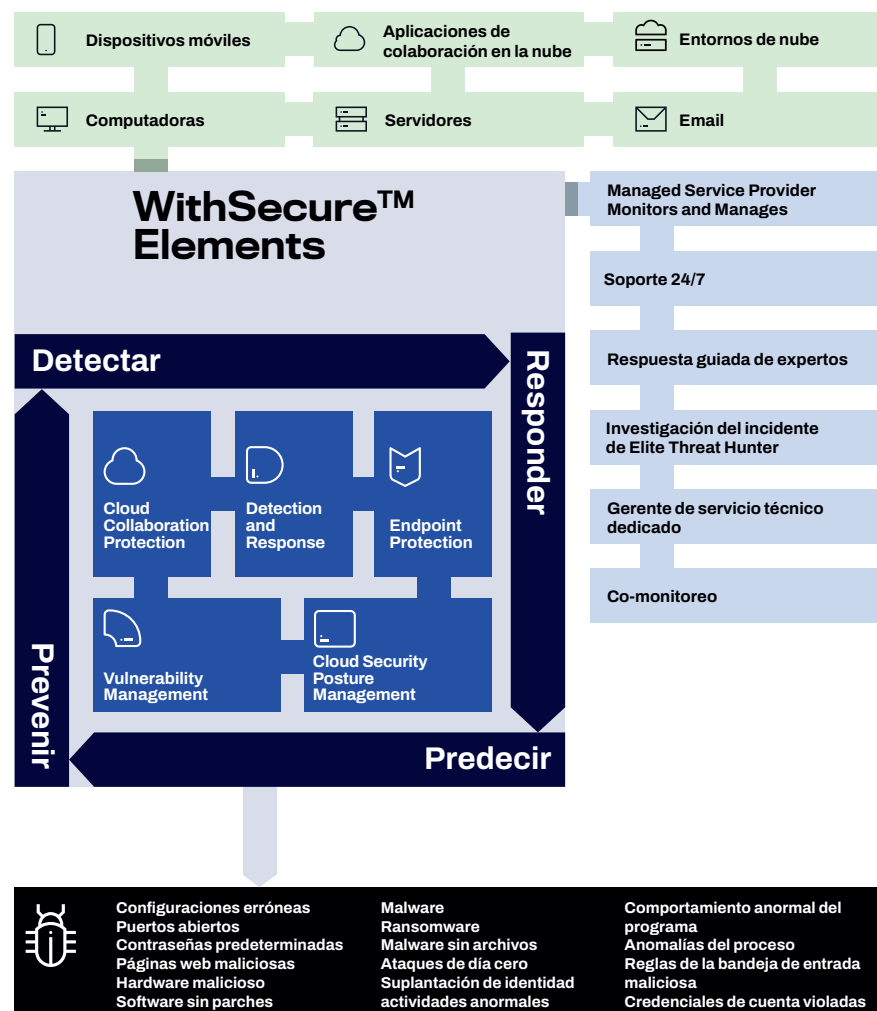 Dispositivos móviles
Aplicaciones de
colaboración en la nube
Entornos de nube
Computadoras
Servidores
Email
WithSecure™
Elements
Managed Service Provider
Monitors and Manages
Soporte 24/7
Respuesta guiada de expertos
Investigación del incidente
de Elite Threat Hunter
Gerente de servicio técnico
dedicado
Co-monitoreo
Detectar
Responder
Cloud
Collaboration
Protection
Detection
and
Response
Endpoint
Protection
Vulnerability
Management
Cloud Security
Posture
Management
Prevenir
Predecir
Configuraciones erróneas
Puertos abiertos
Contraseñas predeterminadas
Páginas web maliciosas
Hardware malicioso
Software sin parches
Malware
Ransomware
Malware sin archivos
Ataques de día cero
Suplantación de identidad
actividades anormales
Comportamiento anormal del
programa
Anomalías del proceso
Reglas de la bandeja de entrada
maliciosa
Credenciales de cuenta violadas